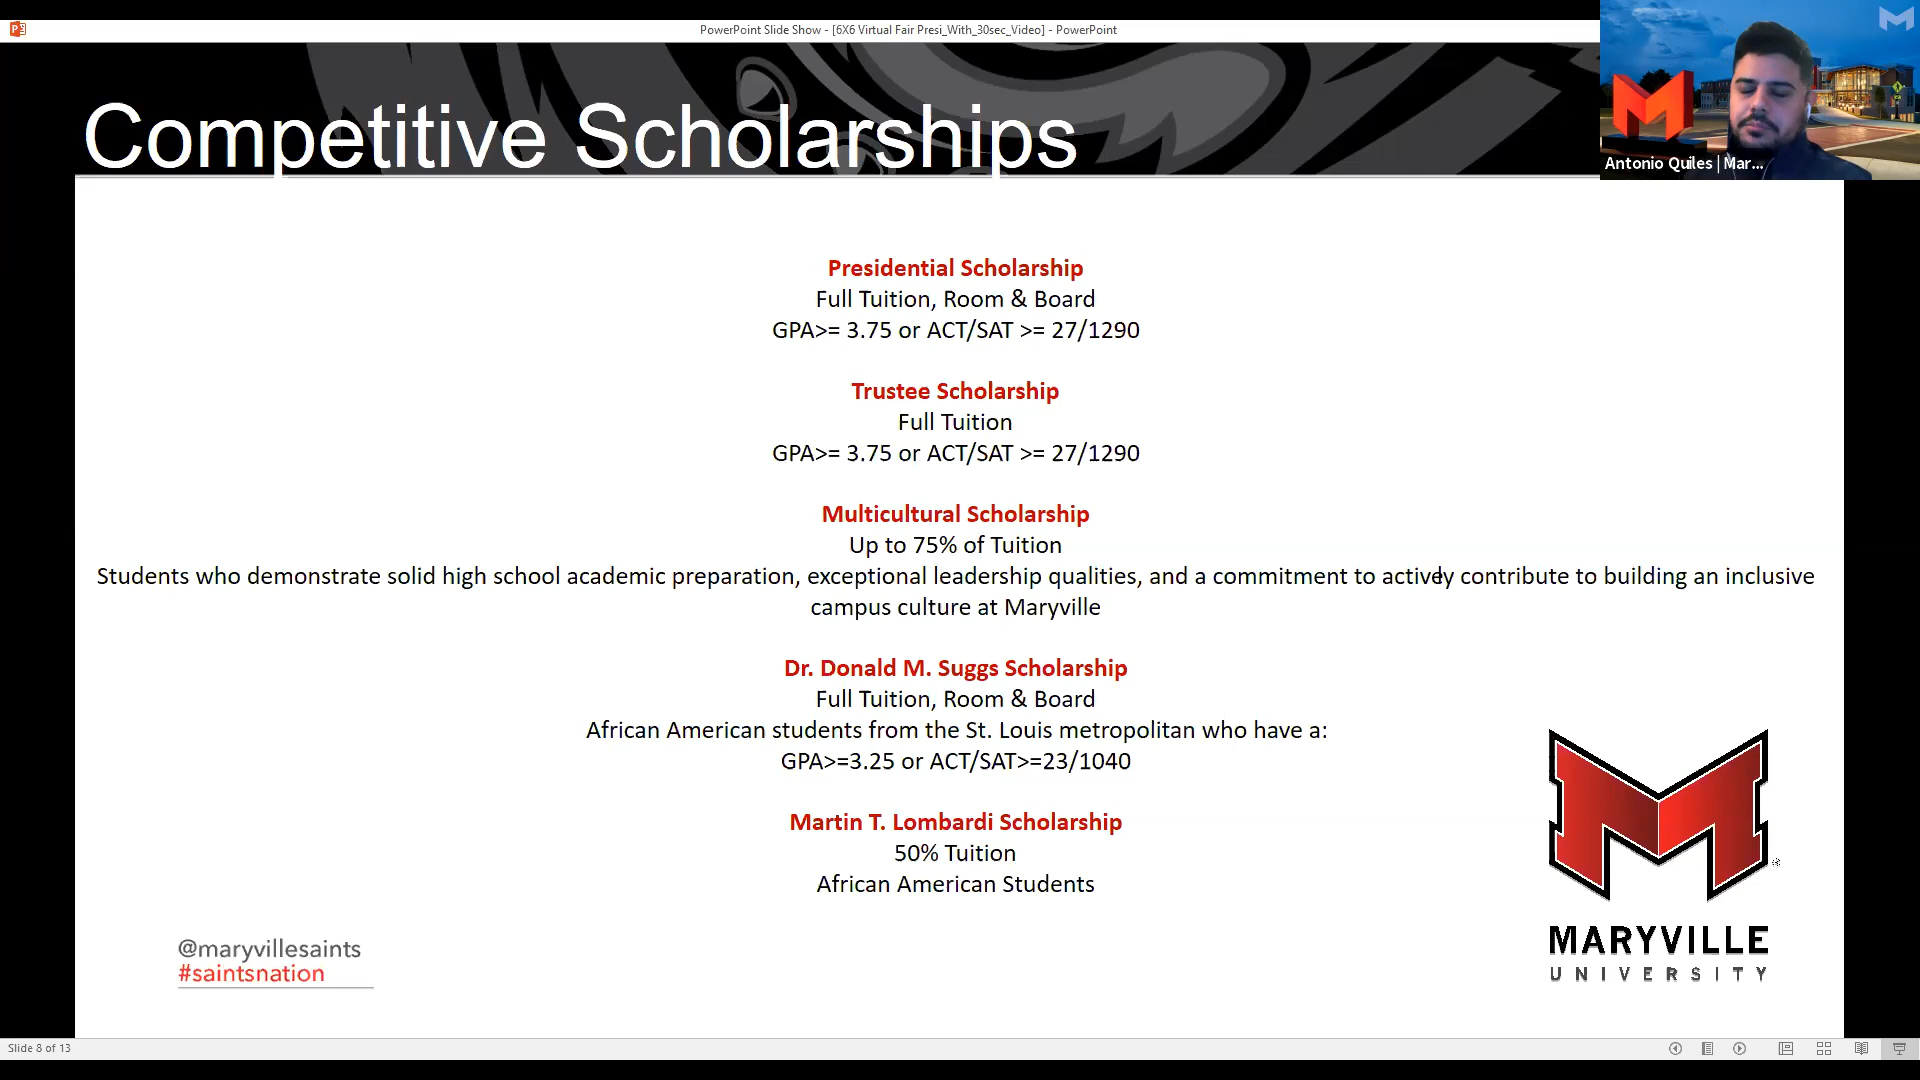 PowerPoint Slide Show - [6X6 Virtual Fair Presi_With_30sec_Video] - PowerPoint
Antonio Quiles | Mar...
Competitive Scholarships
Presidential Scholarship
Full Tuition, Room & Board
GPA>= 3.75 or ACT/SAT >= 27/1290
Trustee Scholarship
Full Tuition
GPA>= 3.75 or ACT/SAT >= 27/1290
Multicultural Scholarship
Up to 75% of Tuition
Students who demonstrate solid high school academic preparation, exceptional leadership qualities, and a commitment to actively contribute to building an inclusive
campus culture at Maryville
Dr. Donald M. Suggs Scholarship
Full Tuition, Room & Board
African American students from the St. Louis metropolitan who have a:
GPA>=3.25 or ACT/SAT>=23/1040
Martin T. Lombardi Scholarship
50% Tuition
African American Students
@maryvillesaints
#saintsnation
MARYVILLE
UNIVERSITY
Slide 8 of 13